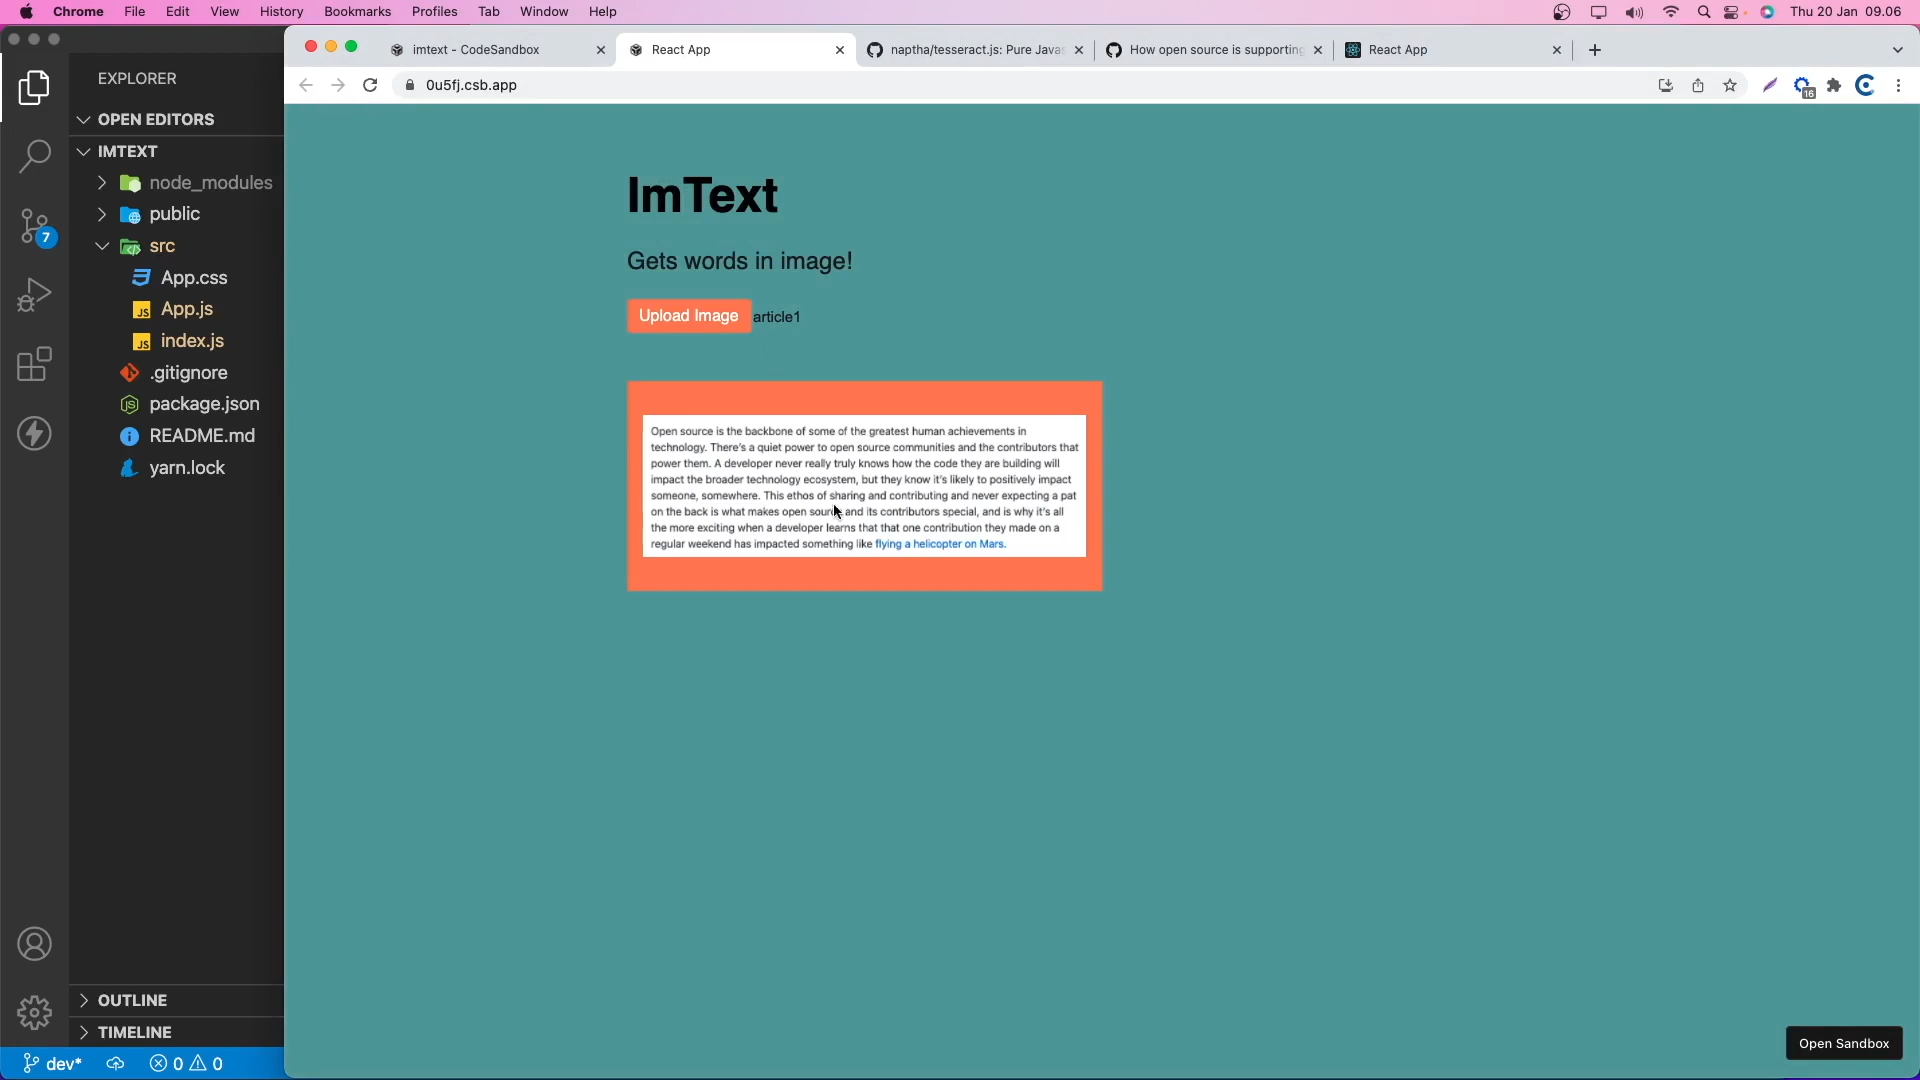 Chrome File Edit View History Bookmarks Profiles Tab Window Help Thu 20 Jan 09.06
imtext - CodeSandbox
React App
naptha/tesseract.js: Pure Javas
How open source is supporting
React App
0u5fj.csb.app
16
EXPLORER
OPEN EDITORS
IMTEXT
node_modules
public
src
App.css
App.js
index.js
.gitignore
package.json
README.md
yarn.lock
7
OUTLINE
TIMELINE
dev* 0 0
ImText
Gets words in image!
Upload Image article1
Open source is the backbone of some of the greatest human achievements in
technology. There's a quiet power to open source communities and the contributors that
power them. A developer never really truly knows how the code they are building will
impact the broader technology ecosystem, but they know it's likely to positively impact
someone, somewhere. This ethos of sharing and contributing and never expecting a pat
on the back is what makes open source and its contributors special, and is why it's all
the more exciting when a developer learns that that one contribution they made on a
regular weekend has impacted something like flying a helicopter on Mars.
Open Sandbox